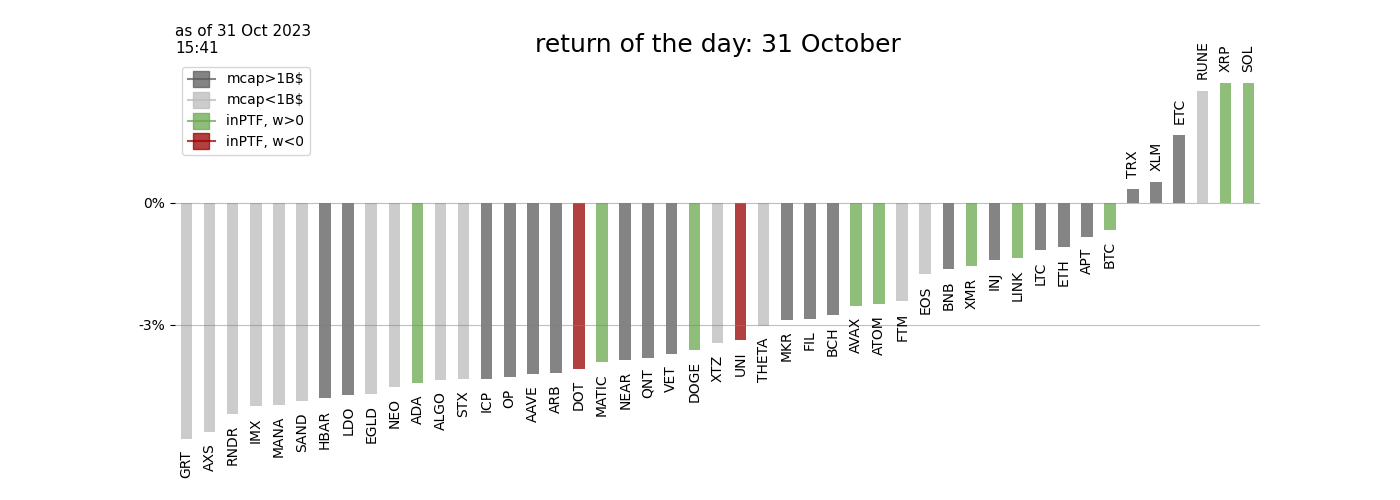 as of 31 Oct 2023
15:41
return of the day: 31 October
mcap>1B$
mcap<1B$
inPTF, w>0
inPTF, w<0
0%
-3%
GRT
AXS
RNDR
IMX
MANA
SAND
HBAR
LDO
EGLD
NEO
ADA
ALGO
STX
ICP
OP
AAVE
ARB
DOT
MATIC
NEAR
QNT
VET
DOGE
XTZ
UNI
THETA
MKR
FIL
BCH
AVAX
ATOM
FTM
EOS
BNB
XMR
INJ
LINK
LTC
ETH
APT
BTC
TRX
XLM
ETC
RUNE
XRP
SOL